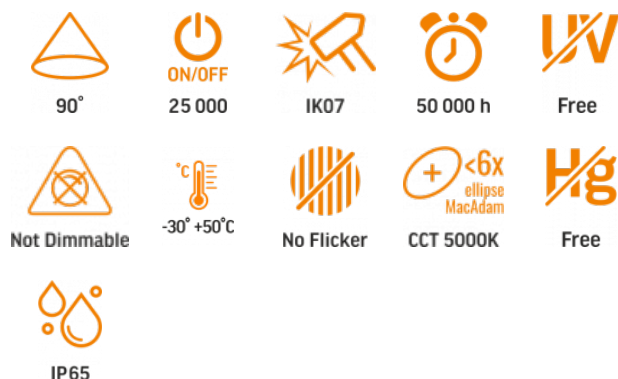 ON/OFF
UV
90°
25 000
IK07
50 000 h
Free
°C
<6x
ellipse
MacAdam
Hg
Not Dimmable
-30° +50°C
No Flicker
CCT 5000K
Free
IP65